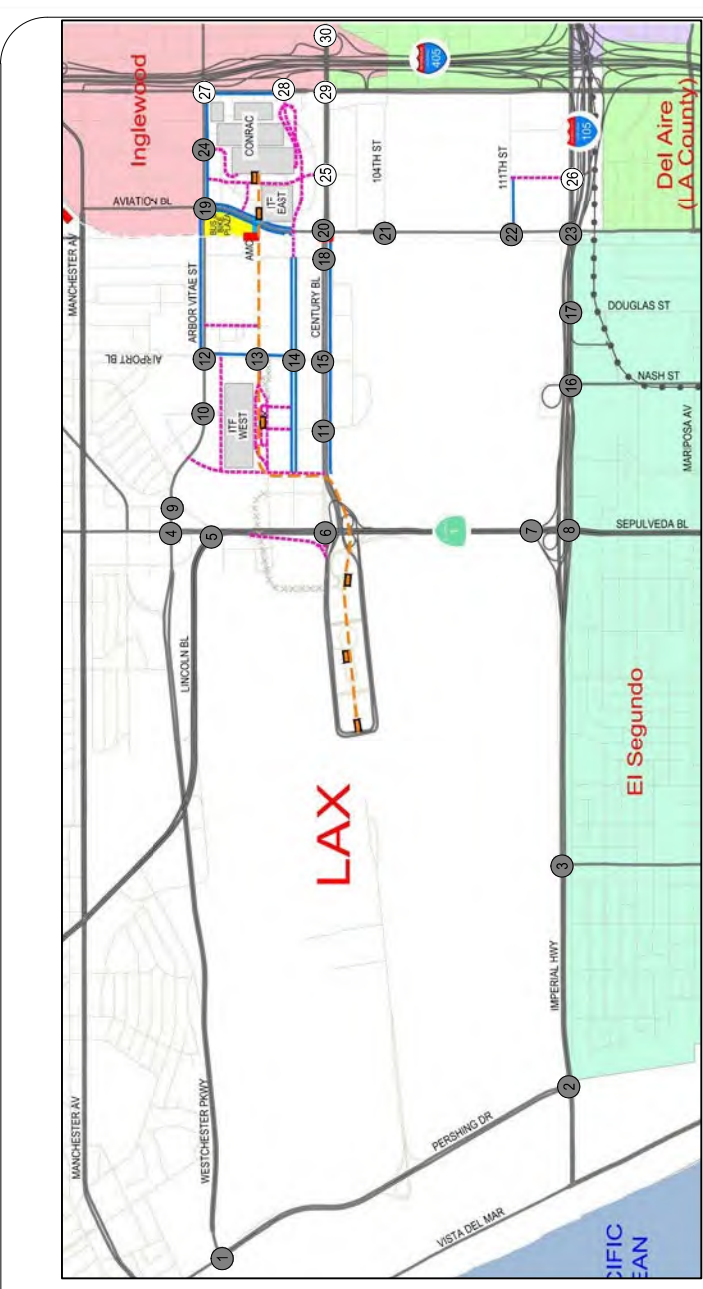 MANCHESTER AV
MANCHESTER AV
Inglewood
AIRPORT BL
AVIATION BL
LINCOLN BL
WESTCHESTER PKWY
ARBOR VITAE ST
1
4
9
5
10
12
19
24
27
BUS
BIKE
PLAZA
ITF
WEST
AMC
CONRAC
13
ITF
EAST
28
14
CENTURY BL
LAX
6
11
15
18
20
25
29
30
104TH ST
21
405
1
PERSHING DR
VISTA DEL MAR
111TH ST
22
7
IMPERIAL HWY
2
3
8
16
17
23
26
105
CIFIC
EAN
El Segundo
SEPULVEDA BL
NASH ST
DOUGLAS ST
MARIPOSA AV
Del Aire
(LA County)